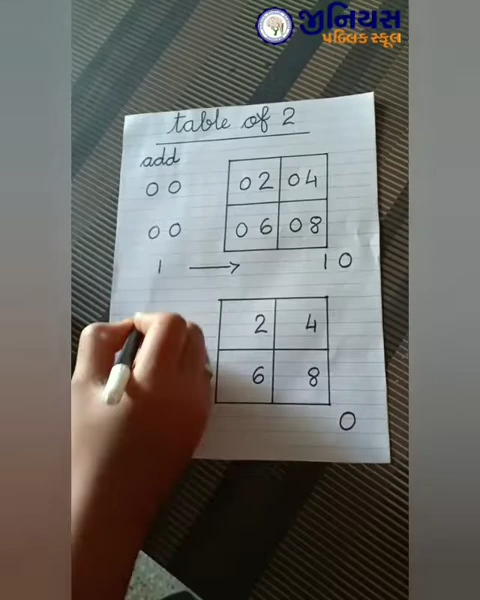 જીનિયસ
પબ્લિક સ્કૂલ
table of 2
add
0 0 02 04
0 0 06 08
1 → 10
2 4
6 8
0